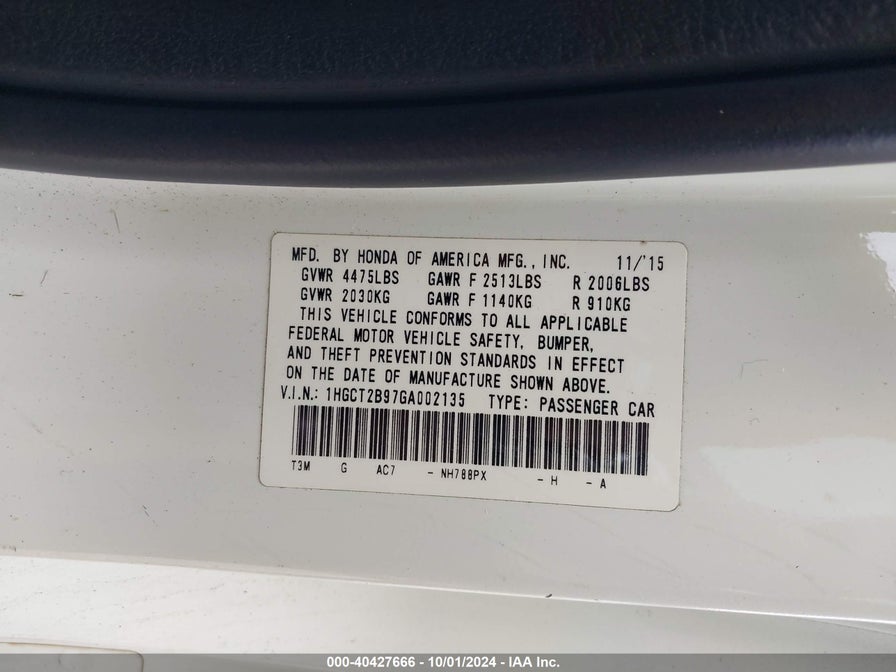 MFD. BY HONDA OF AMERICA MFG., INC. 11/'15
GVWR 4475LBS GAWR F 2513LBS R 2006LBS
GVWR 2030KG GAWR F 1140KG R 910KG
THIS VEHICLE CONFORMS TO ALL APPLICABLE
FEDERAL MOTOR VEHICLE SAFETY, BUMPER,
AND THEFT PREVENTION STANDARDS IN EFFECT
ON THE DATE OF MANUFACTURE SHOWN ABOVE.
V.I.N.: 1HGCT2B97GA002135 TYPE: PASSENGER CAR
T3M G AC7 - NH788PX - H - A
000-40427666 - 10/01/2024 - IAA Inc.